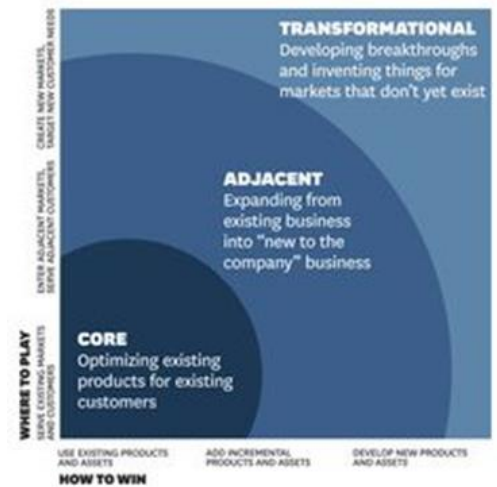 TRANSFORMATIONAL
Developing breakthroughs
and inventing things for
markets that don't yet exist
ADJACENT
Expanding from
existing business
into "new to the
company" business
CORE
Optimizing existing
products for existing
customers
WHERE TO PLAY
CREATE NEW MARKETS,
TARGET NEW CUSTOMER NEEDS
ENTER ADJACENT MARKETS,
SERVE ADJACENT CUSTOMERS
SERVE EXISTING MARKETS
AND CUSTOMERS
USE EXISTING PRODUCTS
AND ASSETS
ADD INCREMENTAL
PRODUCTS AND ASSETS
DEVELOP NEW PRODUCTS
AND ASSETS
HOW TO WIN